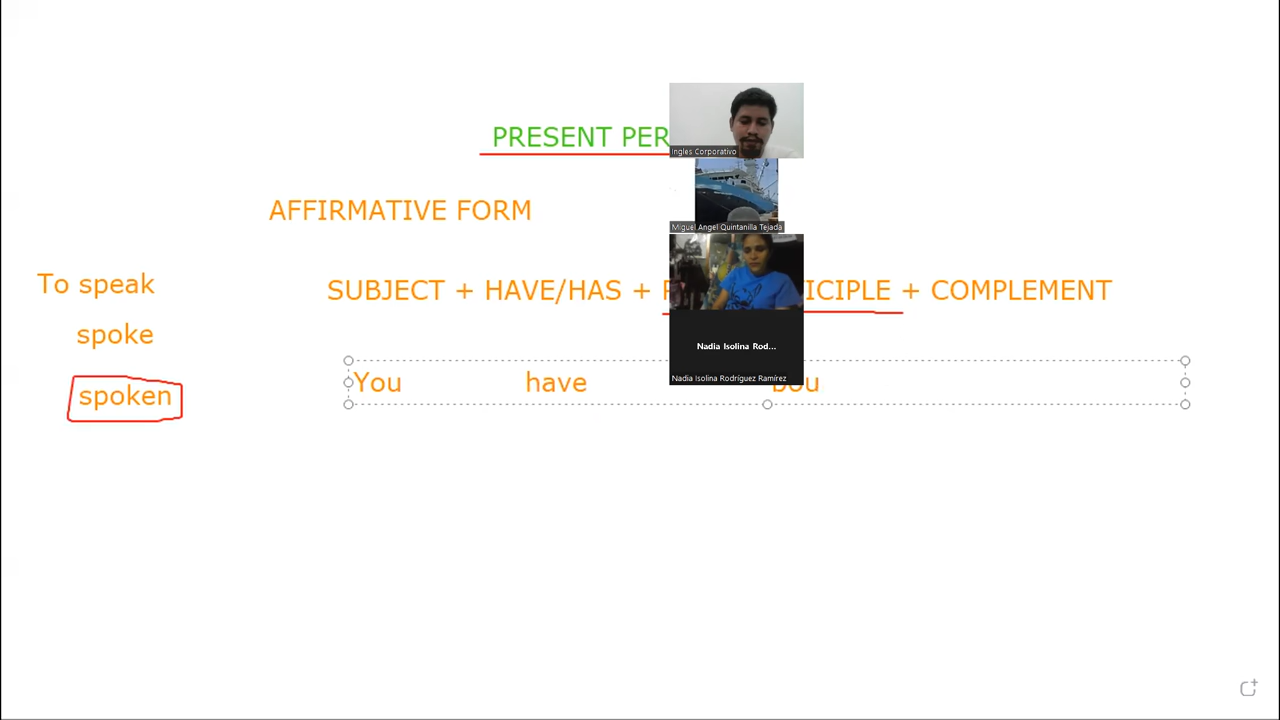 PRESENT PER
Ingles Corporativo
AFFIRMATIVE FORM
Miguel Angel Quintanilla Tejada
To speak
SUBJECT + HAVE/HAS + ICIPLE + COMPLEMENT
spoke
Nadia Isolina Rod...
Nadia Isolina Rodríguez Ramírez
You have bou
spoken